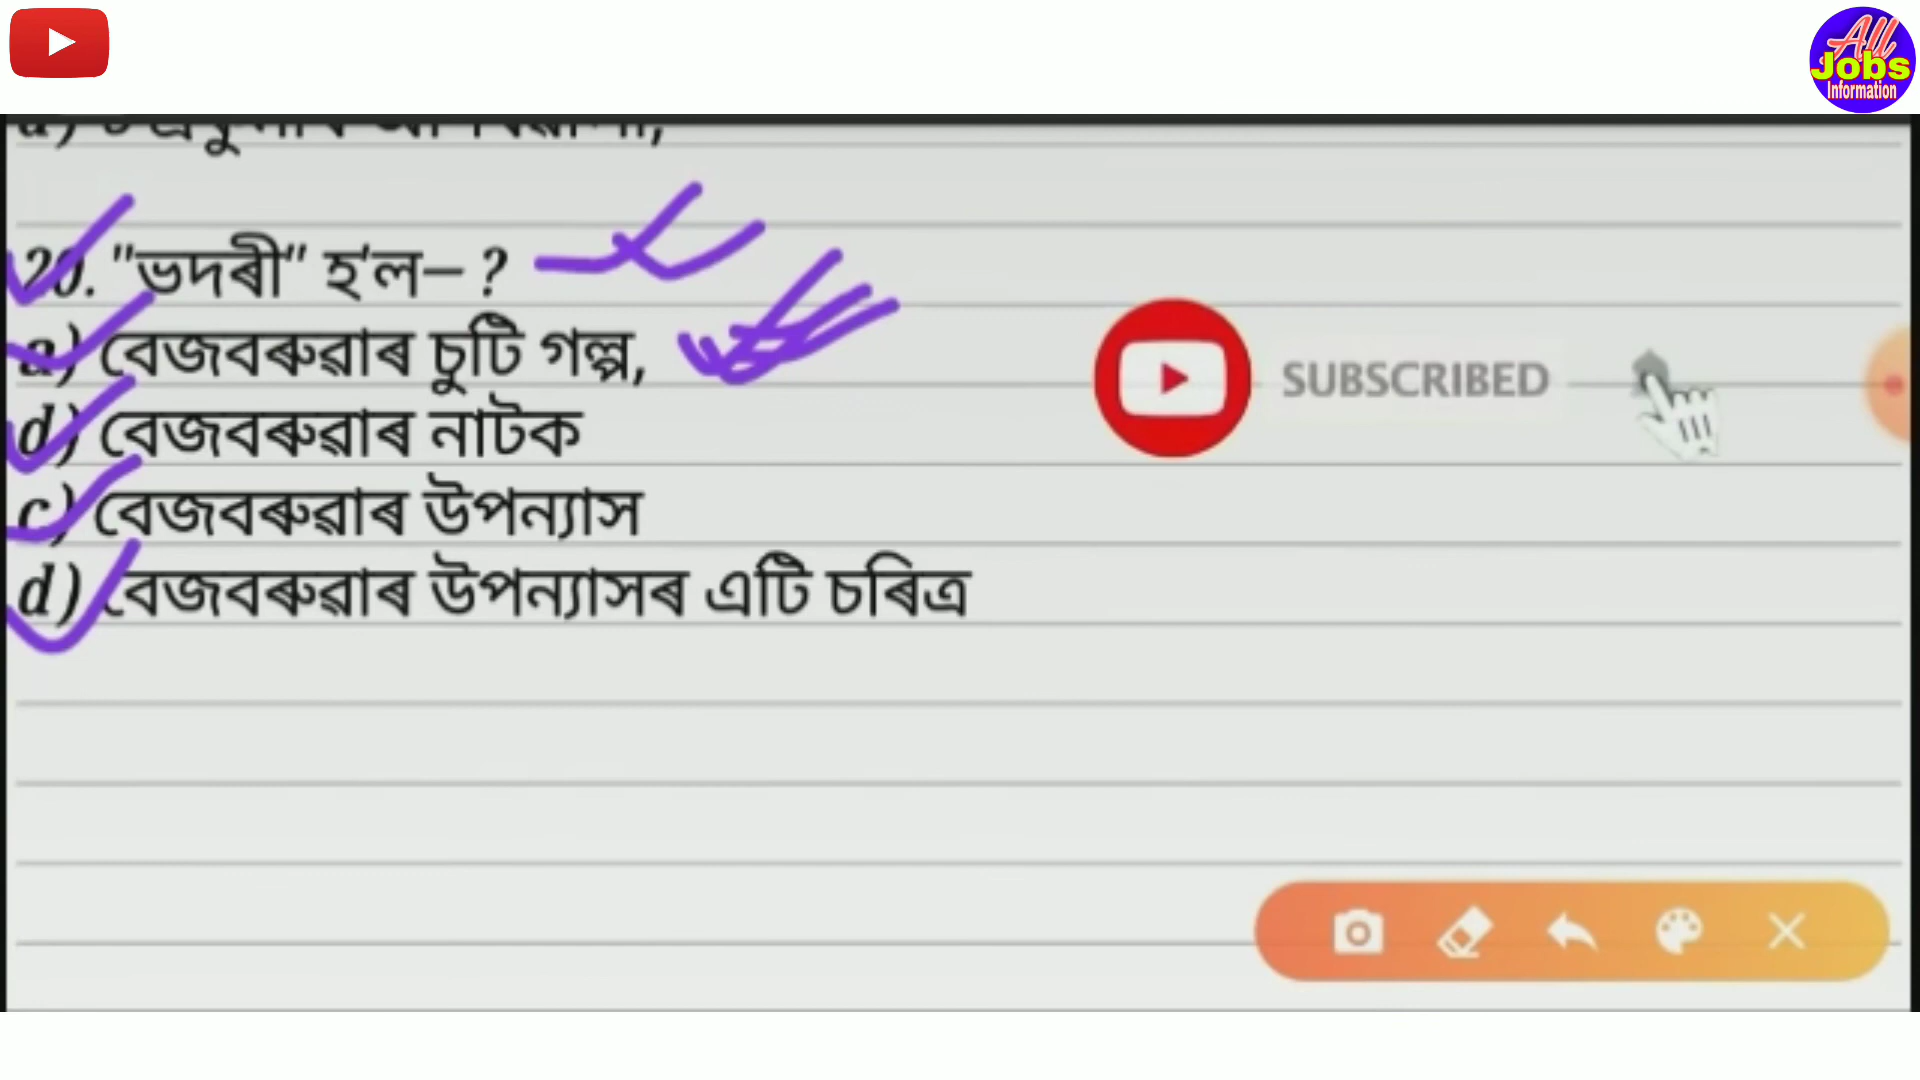 All
Jobs
Information
20. "ভদৰী" হ'ল– ?
a) বেজবৰুৱাৰ চুটি গল্প,
d) বেজবৰুৱাৰ নাটক
c) বেজবৰুৱাৰ উপন্যাস
d) বেজবৰুৱাৰ উপন্যাসৰ এটি চৰিত্ৰ
SUBSCRIBED